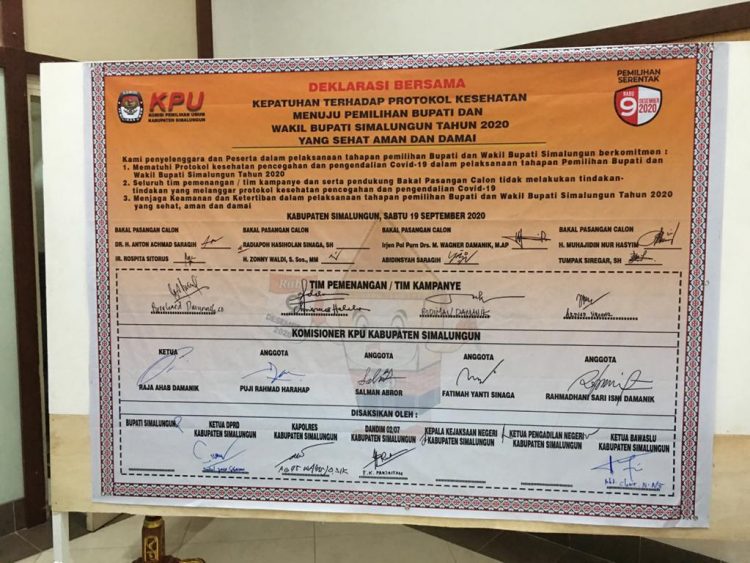 KPU
KOMISI PEMILIHAN UMUM
KABUPATEN SIMALUNGUN
DEKLARASI BERSAMA
KEPATUHAN TERHADAP PROTOKOL KESEHATAN
MENUJU PEMILIHAN BUPATI DAN
WAKIL BUPATI SIMALUNGUN TAHUN 2020
YANG SEHAT AMAN DAN DAMAI
PEMILIHAN
SERENTAK
RABU
9
DESEMBER
2020
Kami penyelenggara dan Peserta dalam pelaksanaan tahapan pemilihan Bupati dan Wakil Bupati Simalungun berkomitmen :
1. Mematuhi Protokol kesehatan pencegahan dan pengendalian Covid-19 dalam pelaksanaan tahapan Pemilihan Bupati dan
Wakil Bupati Simalungun Tahun 2020
2. Seluruh tim pemenangan / tim kampanye dan serta pendukung Bakal Pasangan Calon tidak melakukan tindakan-
tindakan yang melanggar protokol kesehatan pencegahan dan pengendalian Covid-19
3. Menjaga Keamanan dan Ketertiban dalam pelaksanaan tahapan pemilihan Bupati dan Wakil Bupati Simalungun Tahun 2020
yang sehat, aman dan damai
KABUPATEN SIMALUNGUN, SABTU 19 SEPTEMBER 2020
BAKAL PASANGAN CALON BAKAL PASANGAN CALON BAKAL PASANGAN CALON BAKAL PASANGAN CALON
DR. H. ANTON ACHMAD SARAGIH RADIAPOH HASIHOLAN SINAGA, SH Irjen Pol Purn Drs. M. WAGNER DAMANIK, M.AP H. MUHAJIDIN NUR HASYIM
IR. ROSPITA SITORUS H. ZONNY WALDI, S. Sos., MM ABIDINSYAH SARAGIH TUMPAK SIREGAR, SH
TIM PEMENANGAN / TIM KAMPANYE
RODIMAN DAMANIK
KOMISIONER KPU KABUPATEN SIMALUNGUN
KETUA ANGGOTA ANGGOTA ANGGOTA ANGGOTA
RAJA AHAB DAMANIK PUJI RAHMAD HARAHAP SALMAN ABROR FATIMAH YANTI SINAGA RAHMADHANI SARI ISNI DAMANIK
DISAKSIKAN OLEH :
BUPATI SIMALUNGUN KETUA DPRD KAPOLRES DANDIM 02/07 KEPALA KEJAKSAAN NEGERI KETUA PENGADILAN NEGERI KETUA BAWASLU
KABUPATEN SIMALUNGUN KABUPATEN SIMALUNGUN KABUPATEN SIMALUNGUN KABUPATEN SIMALUNGUN KABUPATEN SIMALUNGUN KABUPATEN SIMALUNGUN